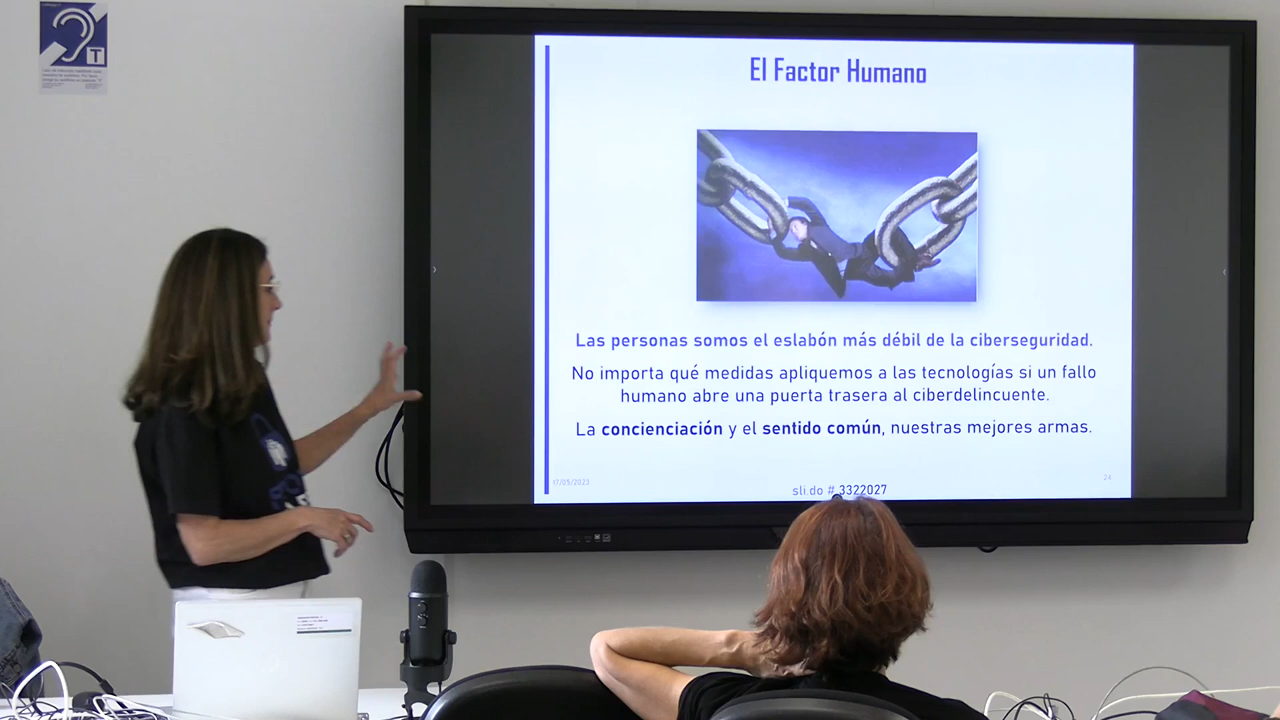 El Factor Humano
Las personas somos el eslabón más débil de la ciberseguridad.
No importa qué medidas apliquemos a las tecnologías si un fallo
humano abre una puerta trasera al ciberdelincuente.
La concienciación y el sentido común, nuestras mejores armas.
17/05/2023
24
sli.do # 3322027
T